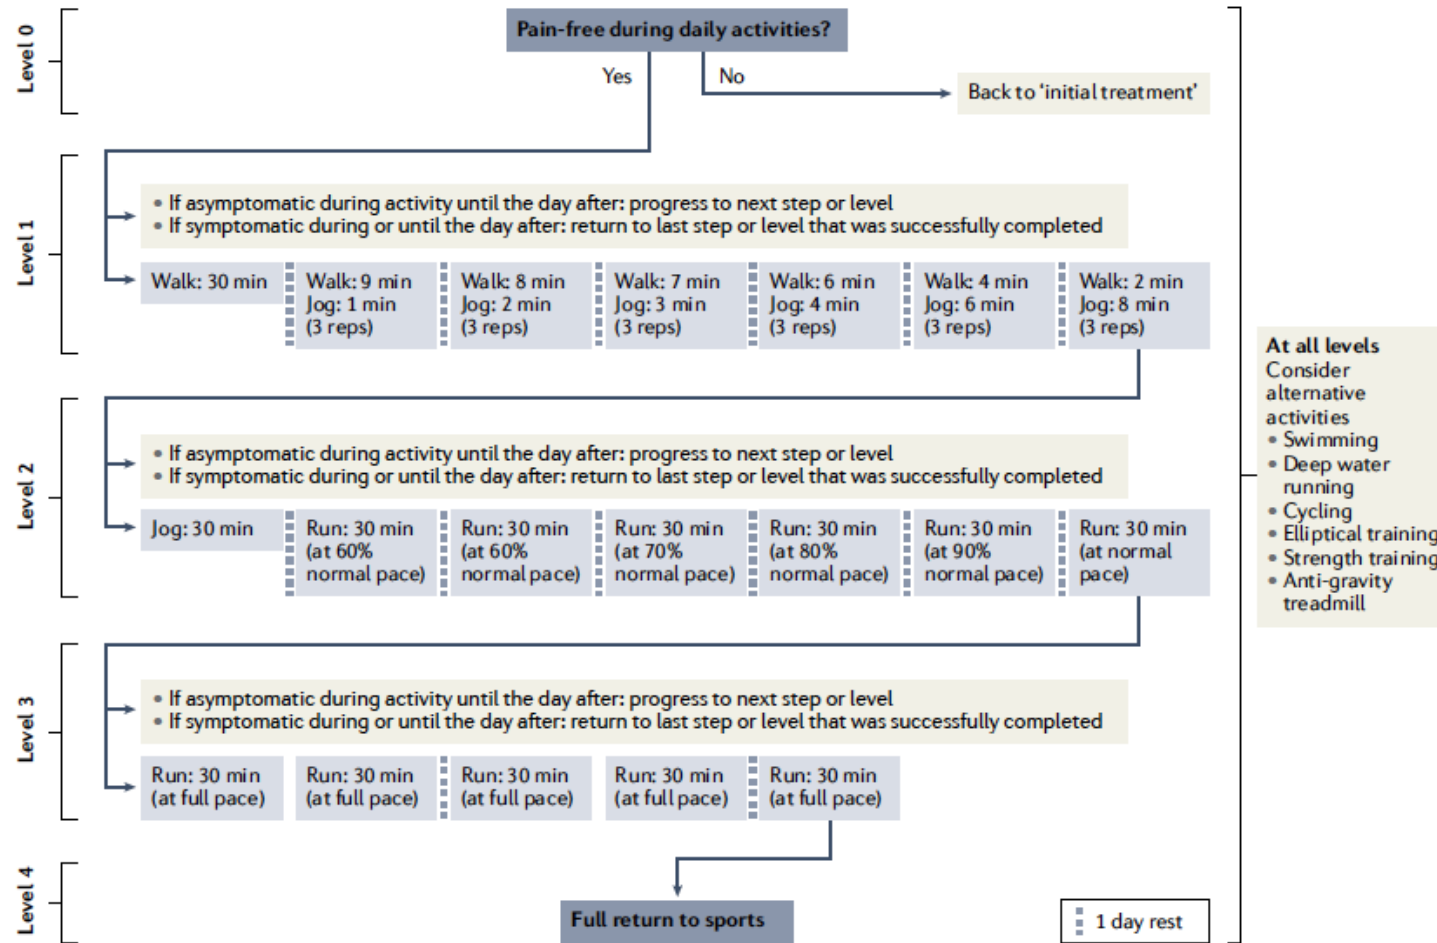 Level 0
Pain-free during daily activities?
Yes
No
Back to ‘initial treatment’
Level 1
• If asymptomatic during activity until the day after: progress to next step or level
• If symptomatic during or until the day after: return to last step or level that was successfully completed
Walk: 30 min
Walk: 9 min
Jog: 1 min
(3 reps)
Walk: 8 min
Jog: 2 min
(3 reps)
Walk: 7 min
Jog: 3 min
(3 reps)
Walk: 6 min
Jog: 4 min
(3 reps)
Walk: 4 min
Jog: 6 min
(3 reps)
Walk: 2 min
Jog: 8 min
(3 reps)
Level 2
• If asymptomatic during activity until the day after: progress to next step or level
• If symptomatic during or until the day after: return to last step or level that was successfully completed
Jog: 30 min
Run: 30 min
(at 60%
normal pace)
Run: 30 min
(at 60%
normal pace)
Run: 30 min
(at 70%
normal pace)
Run: 30 min
(at 80%
normal pace)
Run: 30 min
(at 90%
normal pace)
Run: 30 min
(at normal
pace)
Level 3
• If asymptomatic during activity until the day after: progress to next step or level
• If symptomatic during or until the day after: return to last step or level that was successfully completed
Run: 30 min
(at full pace)
Run: 30 min
(at full pace)
Run: 30 min
(at full pace)
Run: 30 min
(at full pace)
Run: 30 min
(at full pace)
Level 4
Full return to sports
1 day rest
At all levels
Consider
alternative
activities
• Swimming
• Deep water
running
• Cycling
• Elliptical training
• Strength training
• Anti-gravity
treadmill